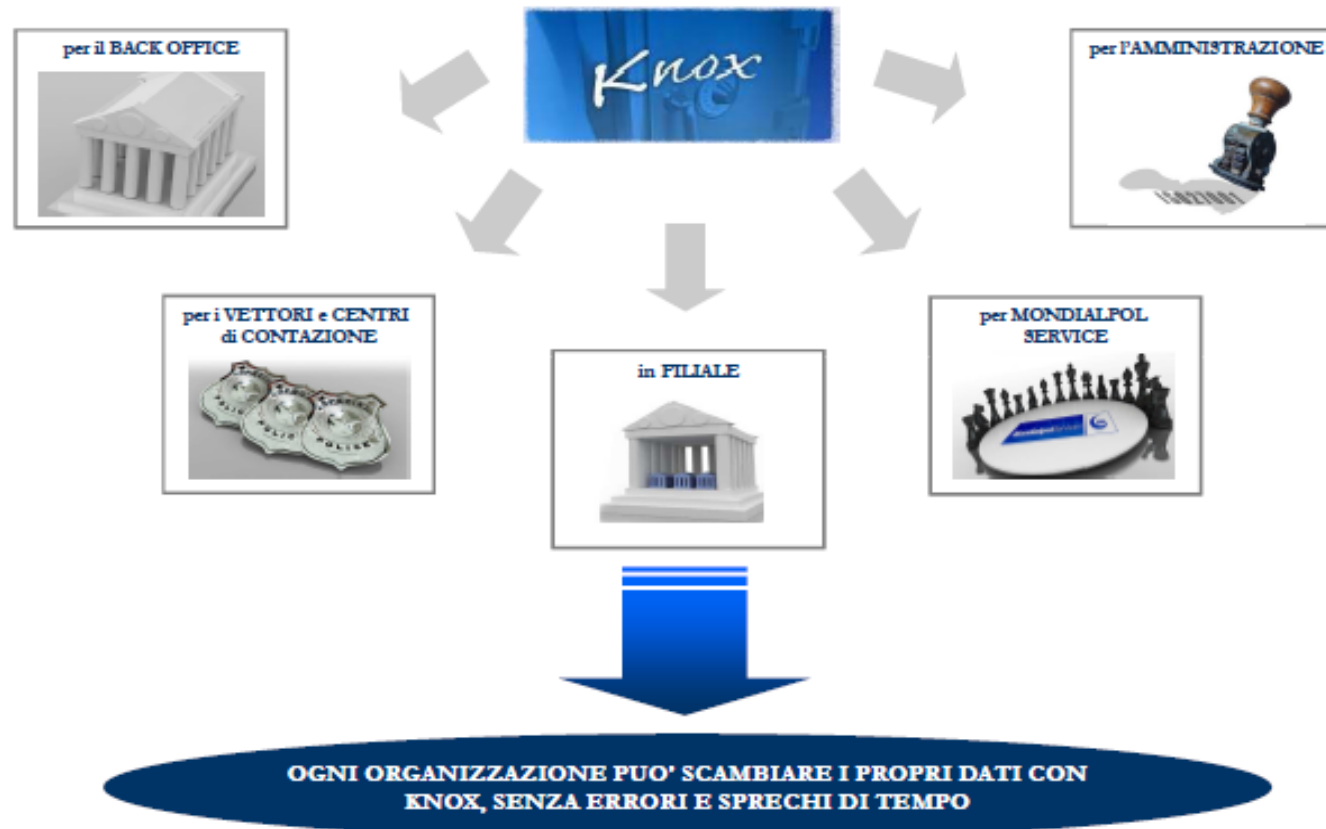 Knox
per il BACK OFFICE
per l'AMMINISTRAZIONE
15027001
per i VETTORI e CENTRI
di CONTAZIONE
in FILIALE
per MONDIALPOL
SERVICE
OGNI ORGANIZZAZIONE PUO' SCAMBIARE I PROPRI DATI CON
KNOX, SENZA ERRORI E SPRECHI DI TEMPO